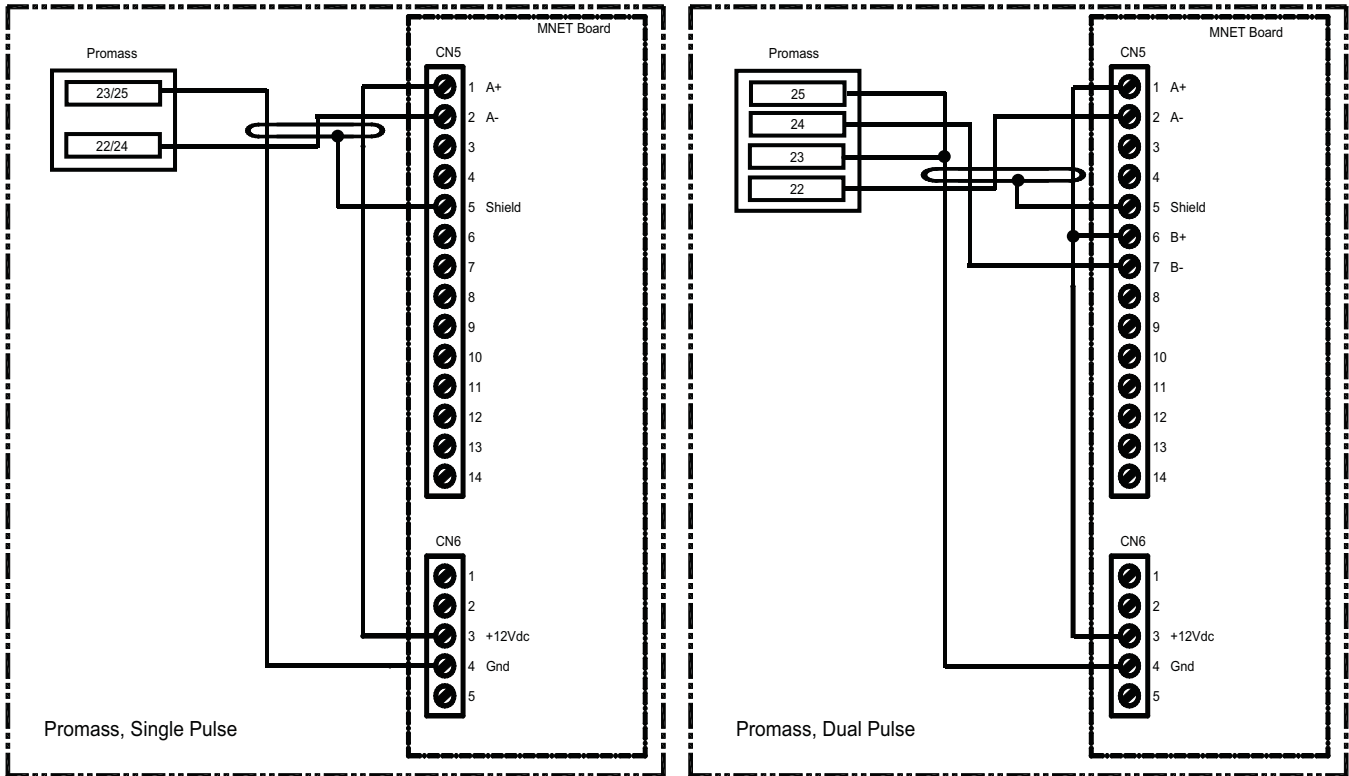 MNET Board
Promass
CN5
23/25
22/24
1 A+
2 A-
3
4
5 Shield
6
7
8
9
10
11
12
13
14
CN6
1
2
3 +12Vdc
4 Gnd
5
Promass, Single Pulse
MNET Board
Promass
CN5
25
24
23
22
1 A+
2 A-
3
4
5 Shield
6 B+
7 B-
8
9
10
11
12
13
14
CN6
1
2
3 +12Vdc
4 Gnd
5
Promass, Dual Pulse